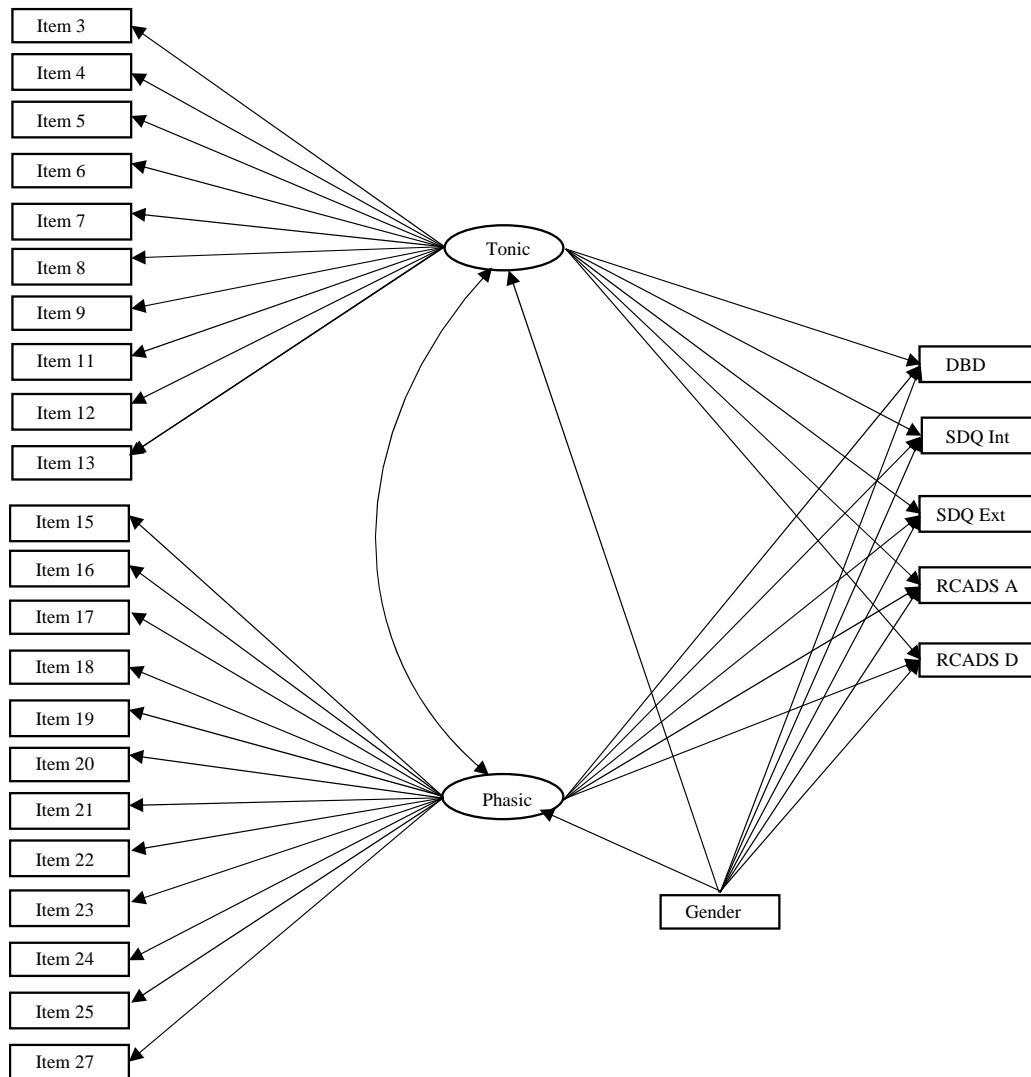 Item 3
Item 4
Item 5
Item 6
Item 7
Item 8
Item 9
Item 11
Item 12
Item 13
Item 15
Item 16
Item 17
Item 18
Item 19
Item 20
Item 21
Item 22
Item 23
Item 24
Item 25
Item 27
Tonic
Phasic
Gender
DBD
SDQ Int
SDQ Ext
RCADS A
RCADS D